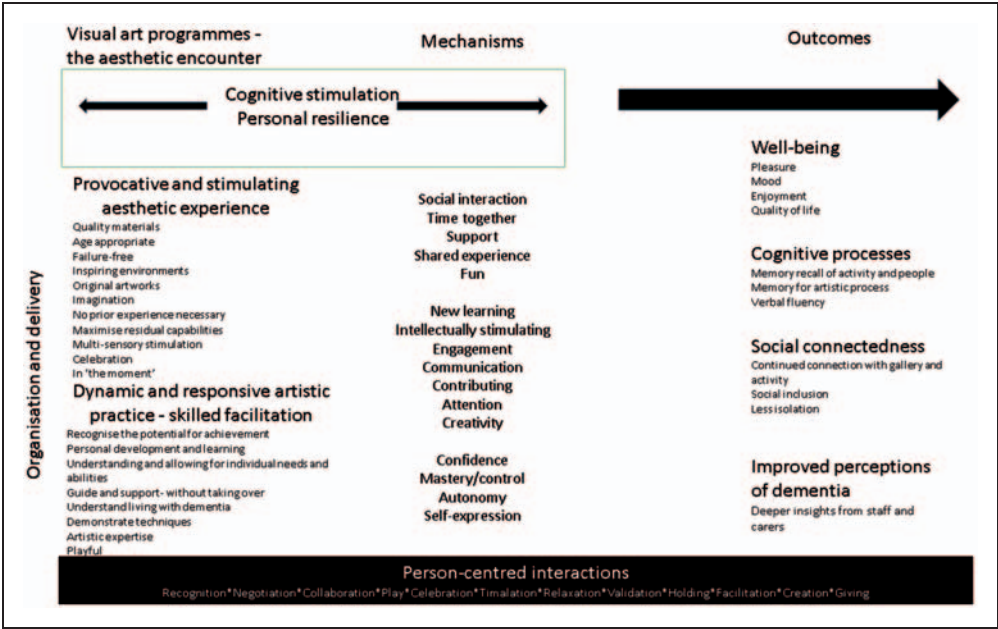 Visual art programmes -
the aesthetic encounter
Mechanisms
Outcomes
Cognitive stimulation
Personal resilience
Organisation and delivery
Provocative and stimulating
aesthetic experience
Quality materials
Age appropriate
Failure-free
Inspiring environments
Original artworks
Imagination
No prior experience necessary
Maximise residual capabilities
Multi-sensory stimulation
Celebration
In 'the moment'
Dynamic and responsive artistic
practice - skilled facilitation
Recognise the potential for achievement
Personal development and learning
Understanding and allowing for individual needs and
abilities
Guide and support- without taking over
Understand living with dementia
Demonstrate techniques
Artistic expertise
Playful
Social interaction
Time together
Support
Shared experience
Fun
New learning
Intellectually stimulating
Engagement
Communication
Contributing
Attention
Creativity
Confidence
Mastery/control
Autonomy
Self-expression
Well-being
Pleasure
Mood
Enjoyment
Quality of life
Cognitive processes
Memory recall of activity and people
Memory for artistic process
Verbal fluency
Social connectedness
Continued connection with gallery and
activity
Social inclusion
Less isolation
Improved perceptions
of dementia
Deeper insights from staff and
carers
Person-centred interactions
Recognition*Negotiation*Collaboration*Play*Celebration*Timalation*Relaxation*Validation*Holding*Facilitation*Creation*Giving